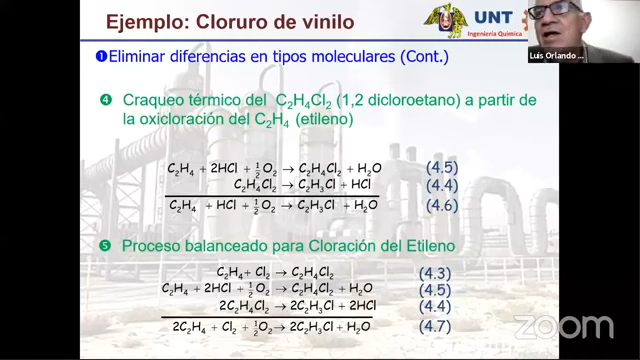 Ejemplo: Cloruro de vinilo
UNT
Ingeniería Química
Luis Orlando ...
❶Eliminar diferencias en tipos moleculares (Cont.)
❹ Craqueo térmico del C₂H₄Cl₂ (1,2 dicloroetano) a partir de
la oxicloración del C₂H₄ (etileno)
C₂H₄ + 2HCl + ½O₂ → C₂H₄Cl₂ + H₂O (4.5)
C₂H₄Cl₂ → C₂H₃Cl + HCl (4.4)
C₂H₄ + HCl + ½O₂ → C₂H₃Cl + H₂O (4.6)
❺ Proceso balanceado para Cloración del Etileno
C₂H₄+ Cl₂ → C₂H₄Cl₂ (4.3)
C₂H₄ + 2HCl + ½O₂ → C₂H₄Cl₂ + H₂O (4.5)
2C₂H₄Cl₂ → 2C₂H₃Cl + 2HCl (4.4)
2C₂H₄ + Cl₂ + ½O₂→ 2C₂H₃Cl + H₂O (4.7)
zoom